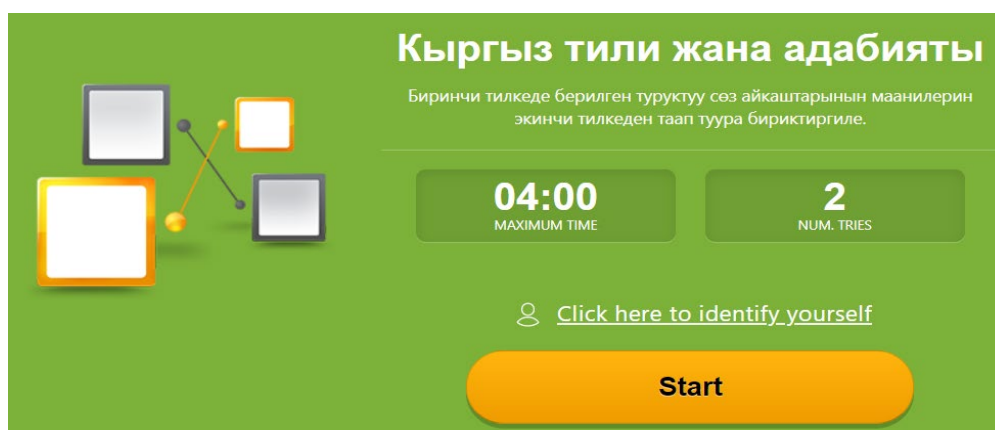 Кыргыз тили жана адабияты
Биринчи тилкеде берилген туруктуу сөз айкаштарынын маанилерин
экинчи тилкеден таап туура бириктиргиле.
04:00
MAXIMUM TIME
2
NUM. TRIES
Click here to identify yourself
Start